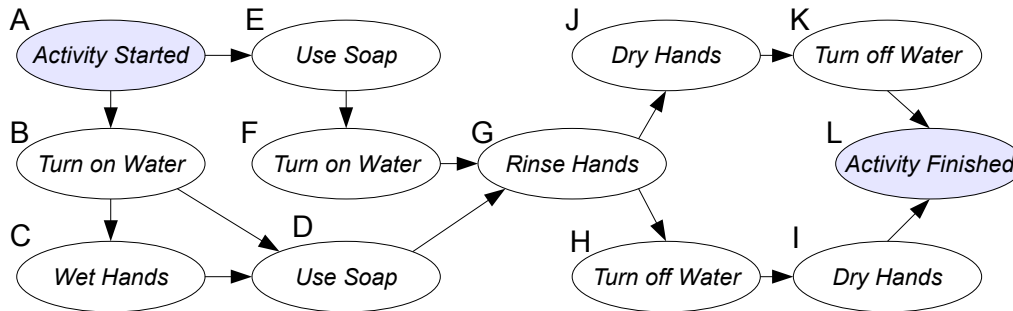 A
Activity Started
E
Use Soap
J
Dry Hands
K
Turn off Water
B
Turn on Water
F
Turn on Water
G
Rinse Hands
L
Activity Finished
C
Wet Hands
D
Use Soap
H
Turn off Water
I
Dry Hands